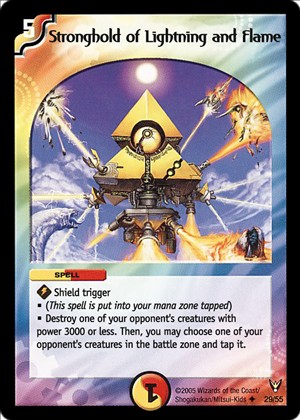 5
Stronghold of Lightning and Flame
SPELL
Shield trigger
▪ (This spell is put into your mana zone tapped)
▪ Destroy one of your opponent's creatures with
power 3000 or less. Then, you may choose one of your
opponent's creatures in the battle zone and tap it.
1
©2005 Wizards of the Coast/
Shogakukan/Mitsui-Kids ♦ 29/55